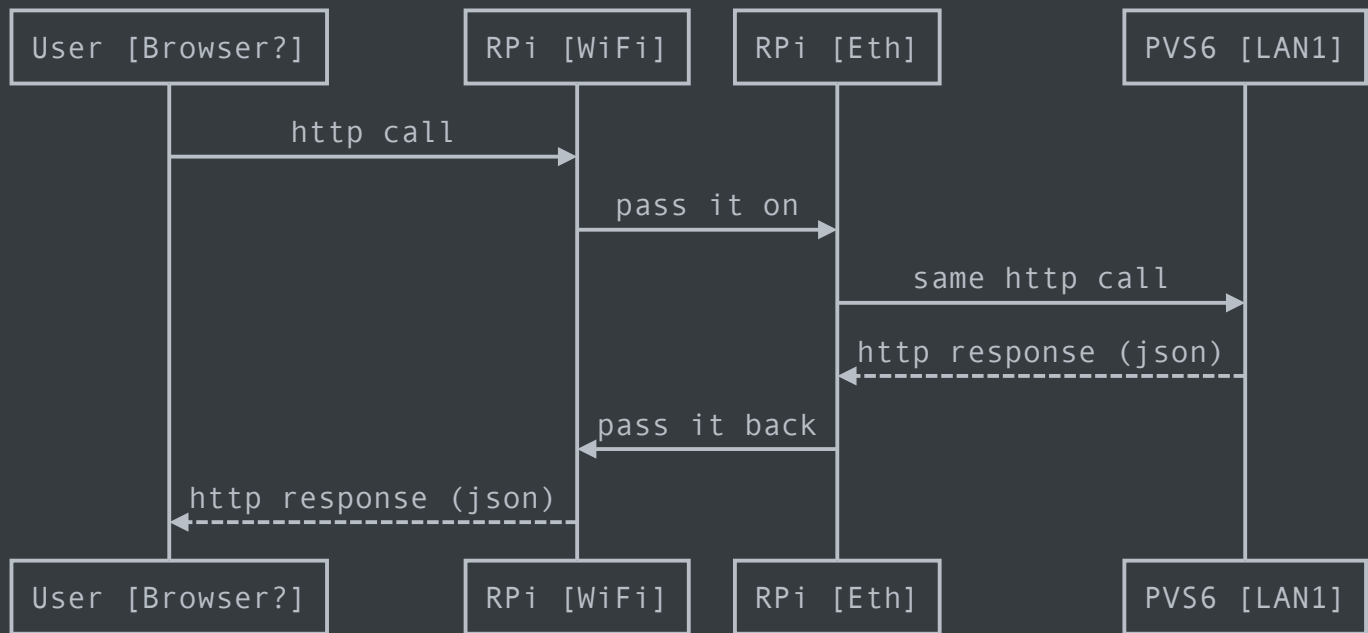 User [Browser?]
RPi [WiFi]
RPi [Eth]
PVS6 [LAN1]
http call
pass it on
same http call
http response (json)
pass it back
http response (json)
User [Browser?]
RPi [WiFi]
RPi [Eth]
PVS6 [LAN1]